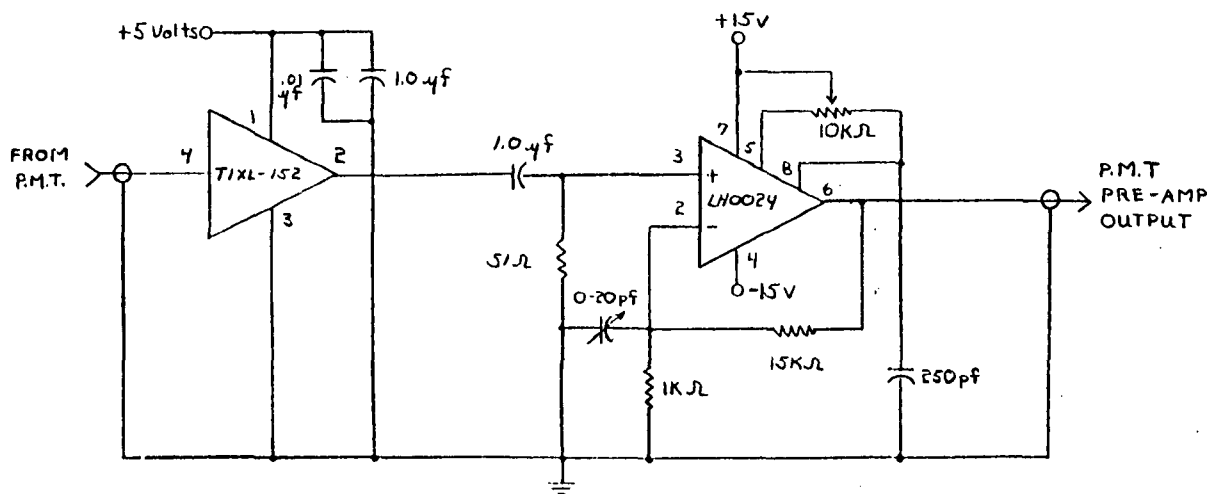 +5 Volts
.01
μf
1.0 μf
1
FROM
P.M.T.
4
TIXL-152
2
3
1.0 μf
51Ω
0-20pf
1KΩ
15KΩ
+15v
7
5
10KΩ
3
+
LH0024
8
6
2
-
4
-15v
250pf
P.M.T
PRE-AMP
OUTPUT